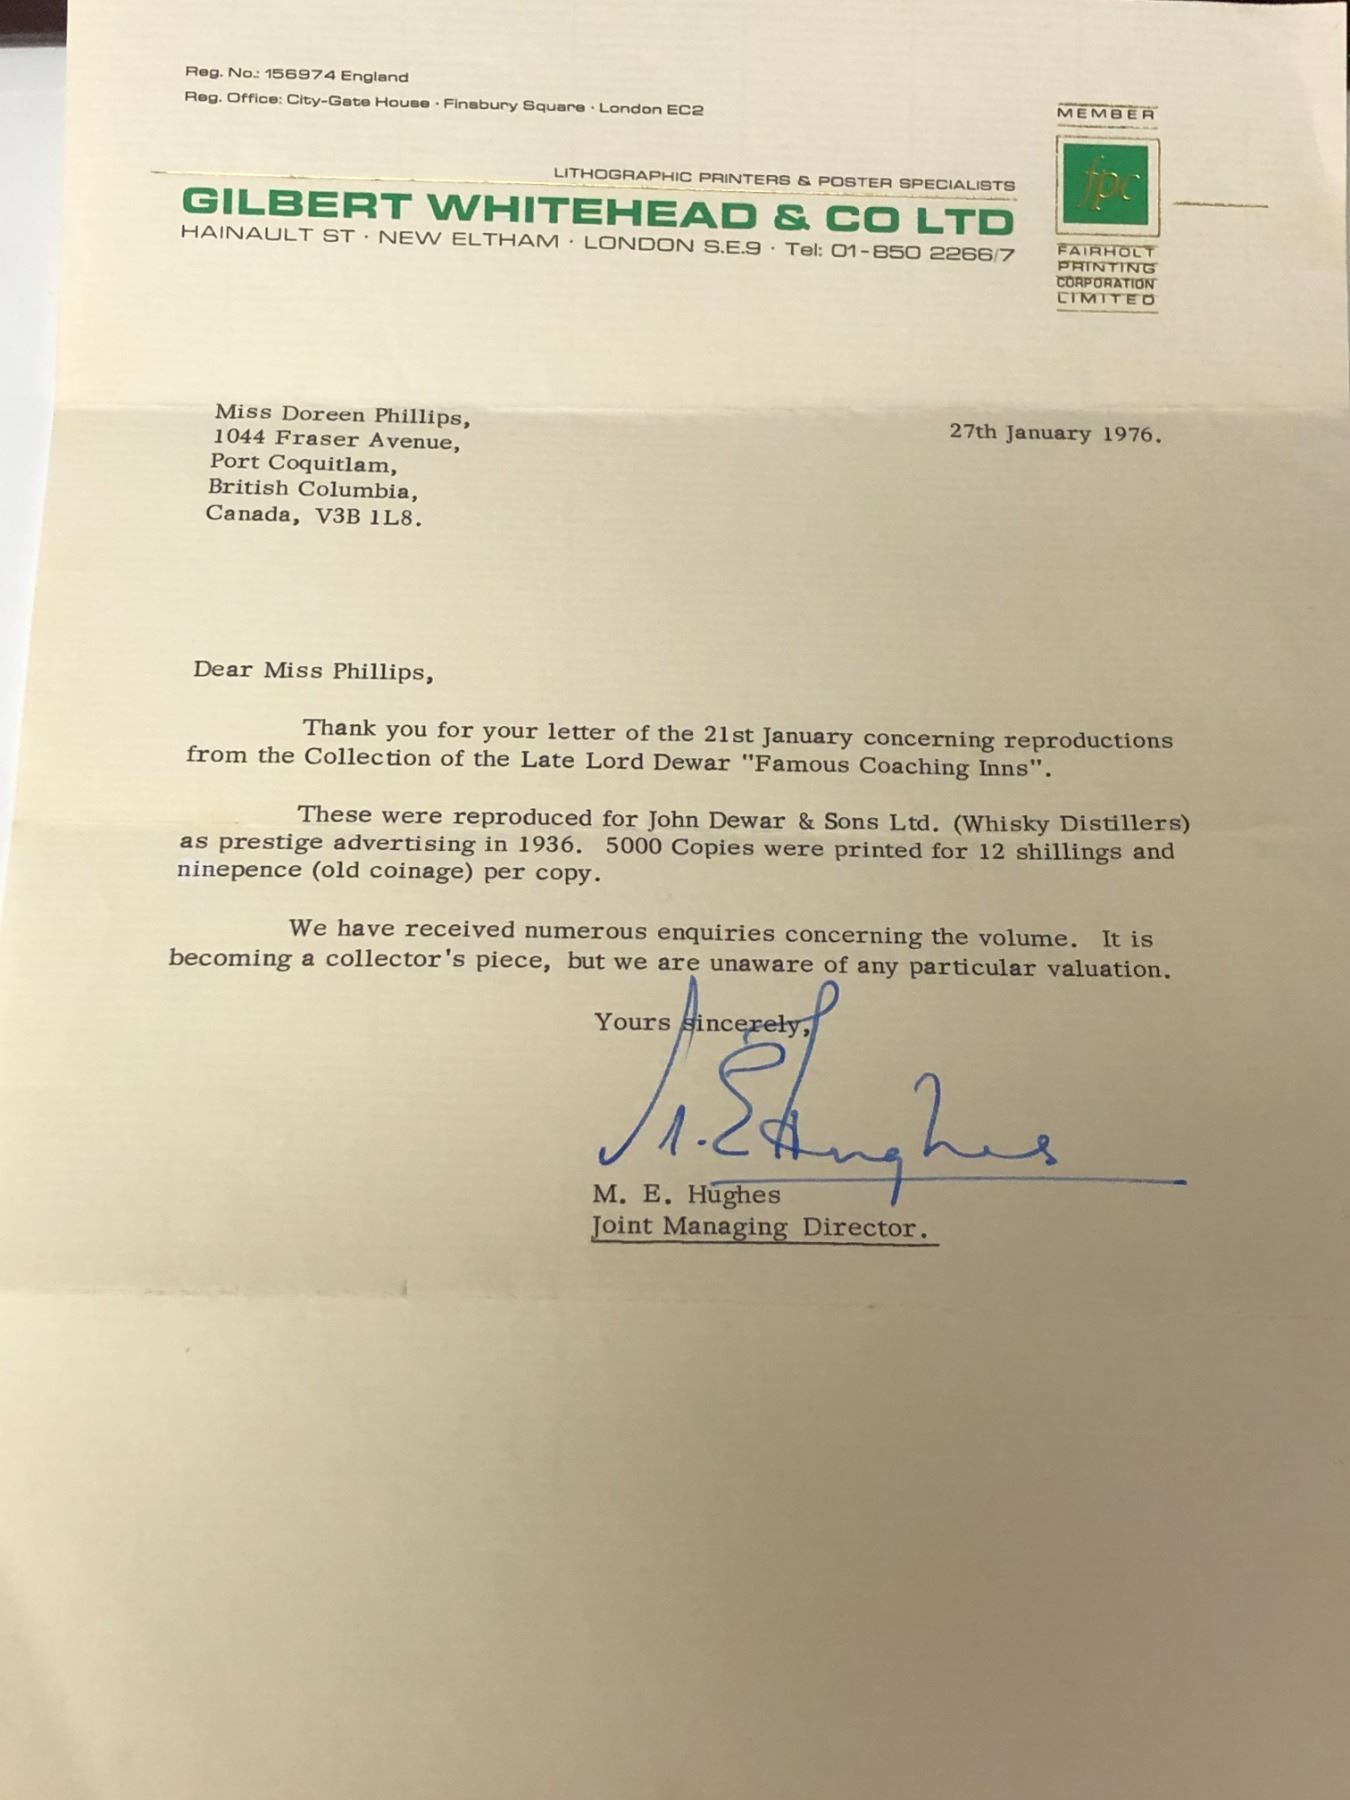 Reg. No.: 156974 England
Reg. Office: City-Gate House · Finsbury Square · London EC2
MEMBER
fpc
FAIRHOLT
PRINTING
CORPORATION
LIMITED
LITHOGRAPHIC PRINTERS & POSTER SPECIALISTS
GILBERT WHITEHEAD & CO LTD
HAINAULT ST · NEW ELTHAM · LONDON S.E.9 · Tel: 01-850 2266/7
Miss Doreen Phillips,
1044 Fraser Avenue,
Port Coquitlam,
British Columbia,
Canada, V3B 1L8.
27th January 1976.
Dear Miss Phillips,
Thank you for your letter of the 21st January concerning reproductions
from the Collection of the Late Lord Dewar "Famous Coaching Inns".
These were reproduced for John Dewar & Sons Ltd. (Whisky Distillers)
as prestige advertising in 1936. 5000 Copies were printed for 12 shillings and
ninepence (old coinage) per copy.
We have received numerous enquiries concerning the volume. It is
becoming a collector's piece, but we are unaware of any particular valuation.
Yours sincerely,
M. E. Hughes
M. E. Hughes
Joint Managing Director.